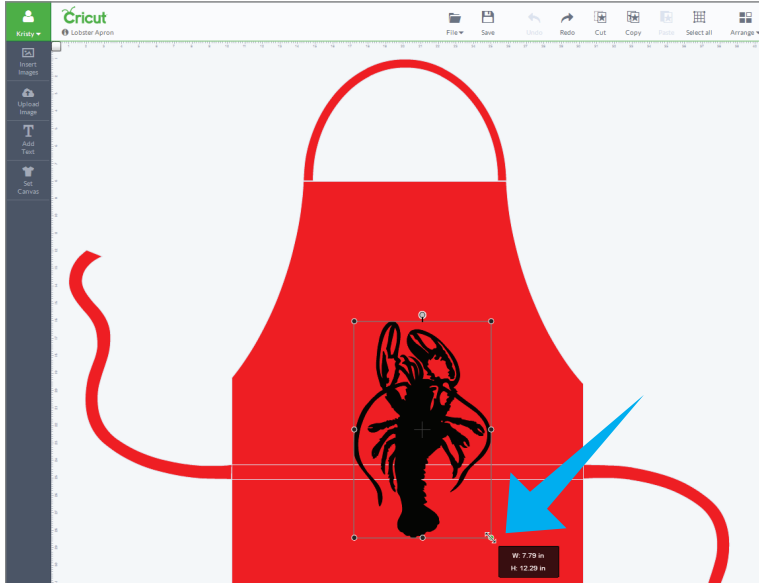 Cricut
Kristy
Lobster Apron
File
Save
Undo
Redo
Cut
Copy
Paste
Select all
Arrange
Insert
Images
Upload
Image
Add
Text
Set
Canvas
W: 7.79 in
H: 12.29 in